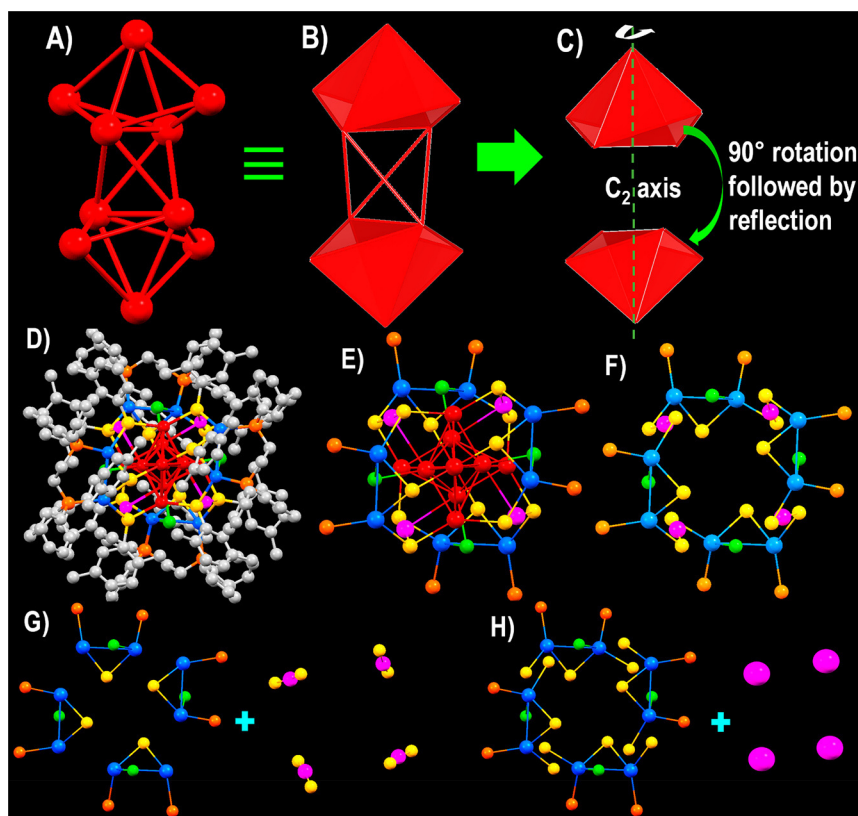 A)
B)
C)
90° rotation
followed by
reflection
C₂ axis
D)
E)
F)
G)
H)